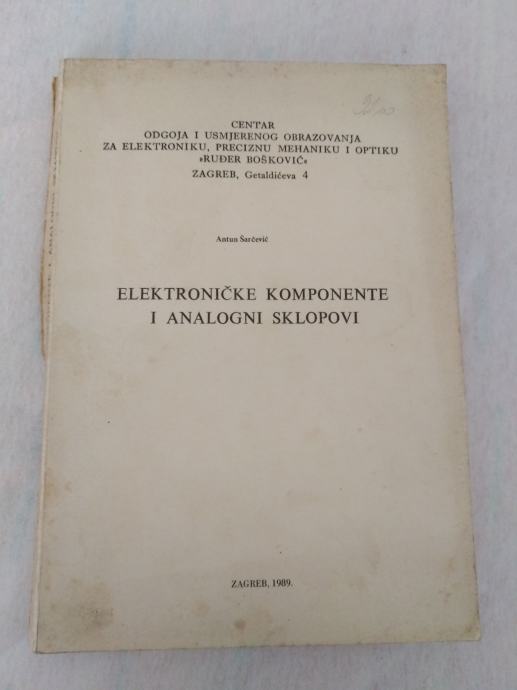 CENTAR
ODGOJA I USMJERENOG OBRAZOVANJA
ZA ELEKTRONIKU, PRECIZNU MEHANIKU I OPTIKU
»RUĐER BOŠKOVIĆ«
ZAGREB, Getaldićeva 4
Antun Šarčević
ELEKTRONIČKE KOMPONENTE
I ANALOGNI SKLOPOVI
ZAGREB, 1989.